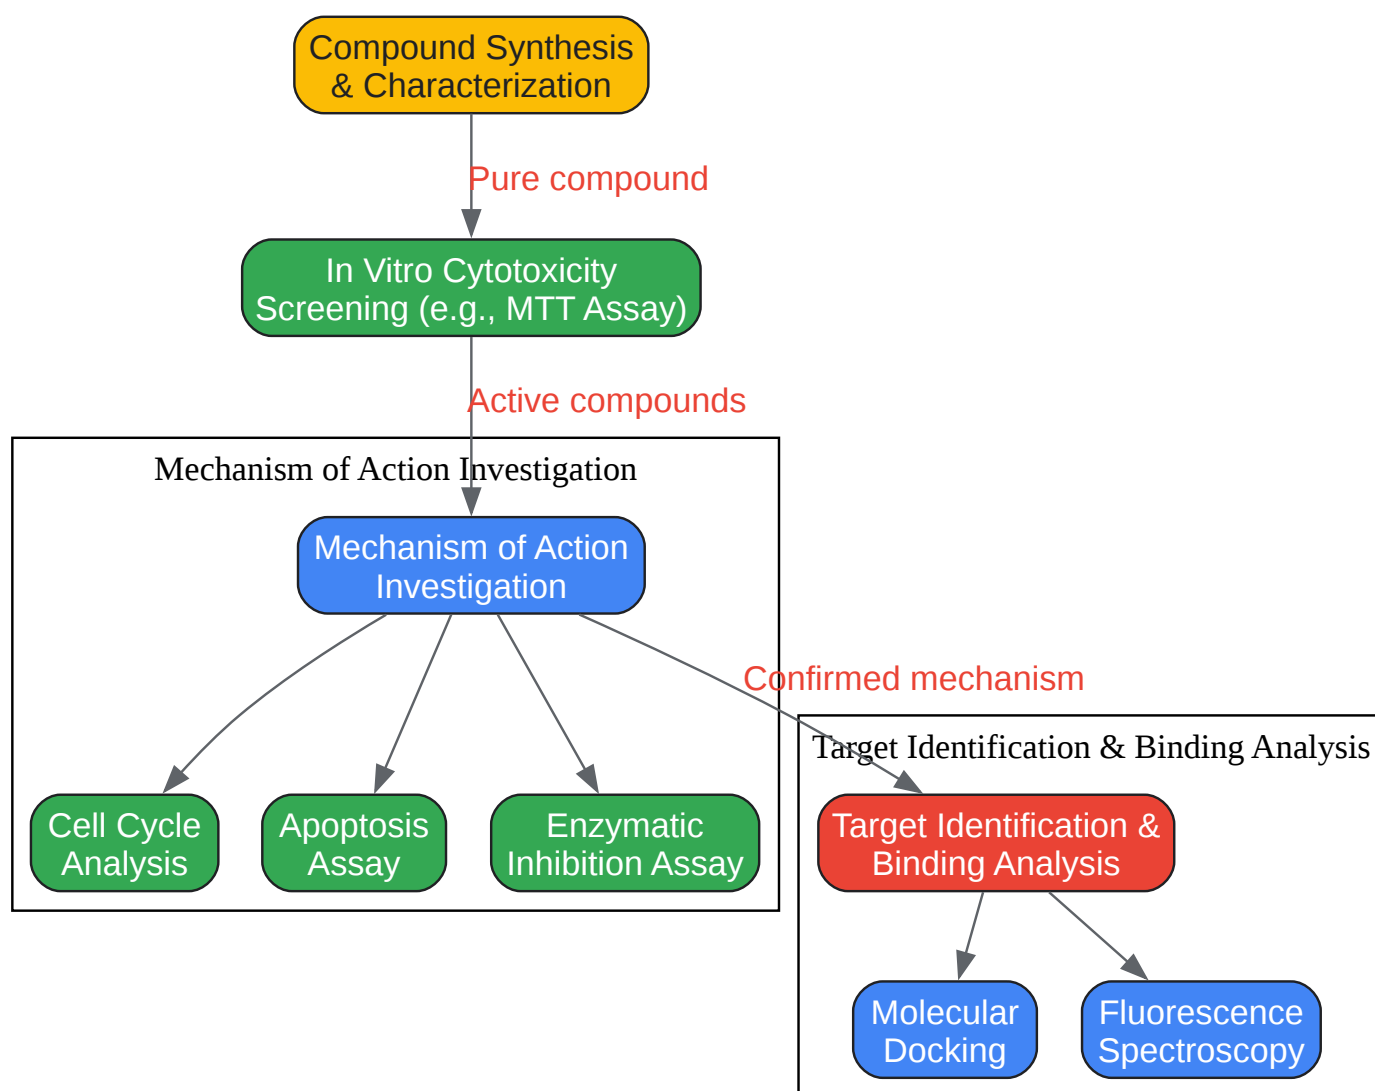 Compound Synthesis
& Characterization
Pure compound
In Vitro Cytotoxicity
Screening (e.g., MTT Assay)
Active compounds
Mechanism of Action Investigation
Mechanism of Action
Investigation
Confirmed mechanism
Target Identification & Binding Analysis
Cell Cycle
Analysis
Apoptosis
Assay
Enzymatic
Inhibition Assay
Target Identification &
Binding Analysis
Molecular
Docking
Fluorescence
Spectroscopy